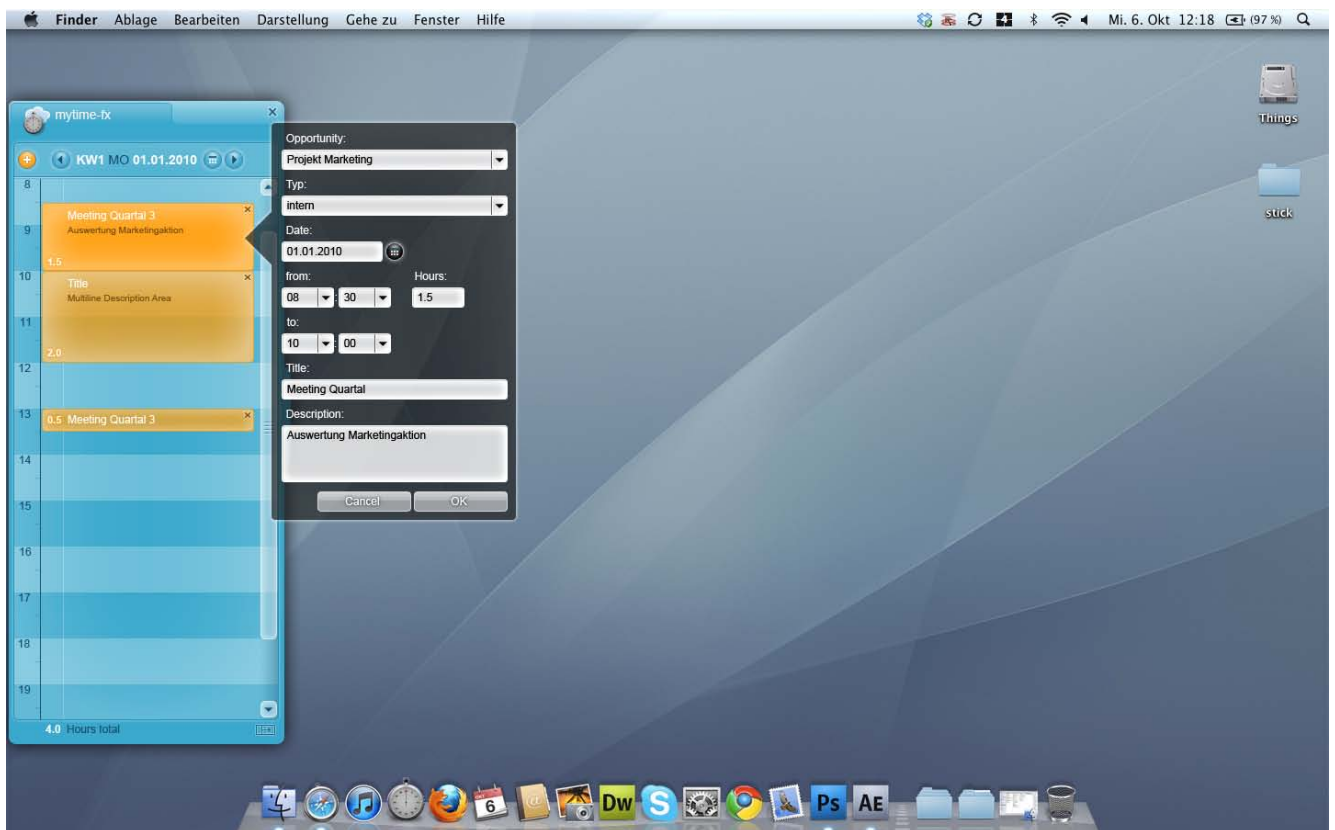 Finder Ablage Bearbeiten Darstellung Gehe zu Fenster Hilfe
4 Mi. 6. Okt 12:18 (97 %)
Things
stick
mytime-fx
KW1 MO 01.01.2010
8
Meeting Quartal 3
9 Auswertung Marketingaktion
1.5
10
Title
Multiline Description Area
11
2.0
12
13 0.5 Meeting Quartal 3
14
15
16
17
18
19
4.0 Hours total
Opportunity:
Projekt Marketing
Typ:
intern
Date:
01.01.2010
from: Hours:
08 : 30 1.5
to:
10 : 00
Title:
Meeting Quartal
Description:
Auswertung Marketingaktion
Cancel OK
6 @ Dw S Ps AE